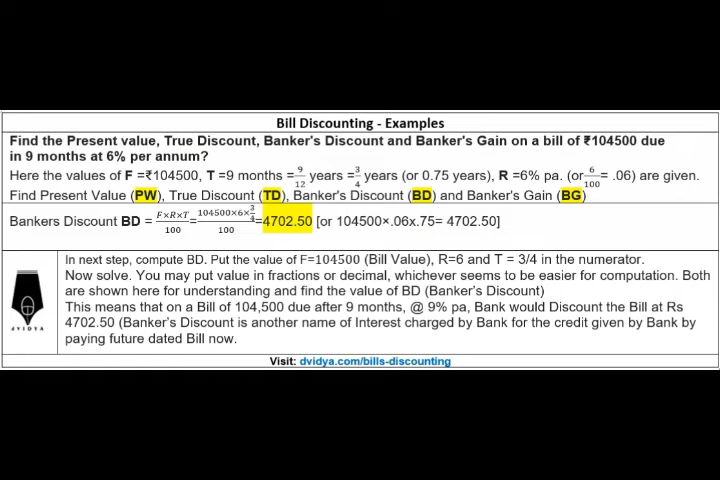 Bill Discounting - Examples
Find the Present value, True Discount, Banker's Discount and Banker's Gain on a bill of ₹104500 due
in 9 months at 6% per annum?
Here the values of F =₹104500, T =9 months =9/12 years =3/4 years (or 0.75 years), R =6% pa. (or 6/100 = .06) are given.
Find Present Value (PW), True Discount (TD), Banker's Discount (BD) and Banker's Gain (BG)
Bankers Discount BD = F×R×T/100 = 104500×6×3/4/100 =4702.50 [or 104500×.06x.75= 4702.50]
In next step, compute BD. Put the value of F=104500 (Bill Value), R=6 and T = 3/4 in the numerator.
Now solve. You may put value in fractions or decimal, whichever seems to be easier for computation. Both
are shown here for understanding and find the value of BD (Banker's Discount)
This means that on a Bill of 104,500 due after 9 months, @ 9% pa, Bank would Discount the Bill at Rs
4702.50 (Banker's Discount is another name of Interest charged by Bank for the credit given by Bank by
paying future dated Bill now.
DVIDYA
Visit: dvidya.com/bills-discounting